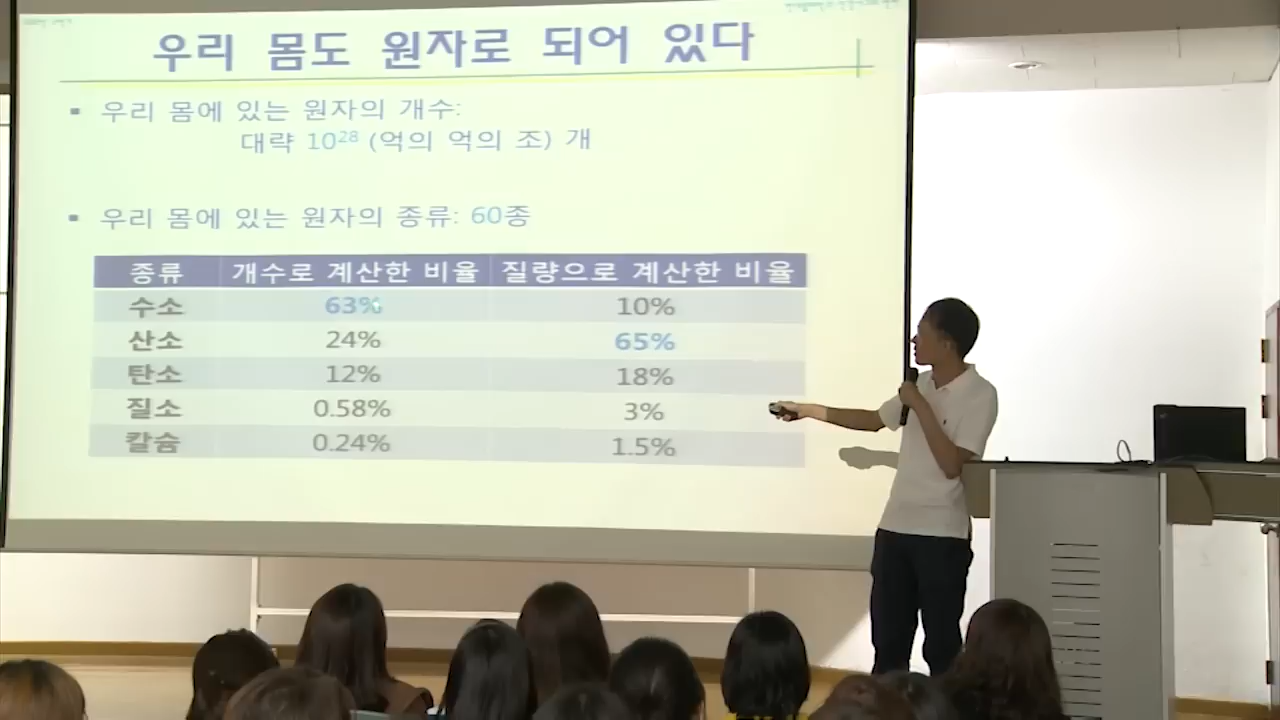 우리 몸도 원자로 되어 있다
▪ 우리 몸에 있는 원자의 개수:
대략 10²⁸ (억의 억의 조) 개
▪ 우리 몸에 있는 원자의 종류: 60종
종류 개수로 계산한 비율 질량으로 계산한 비율
수소 63% 10%
산소 24% 65%
탄소 12% 18%
질소 0.58% 3%
칼슘 0.24% 1.5%